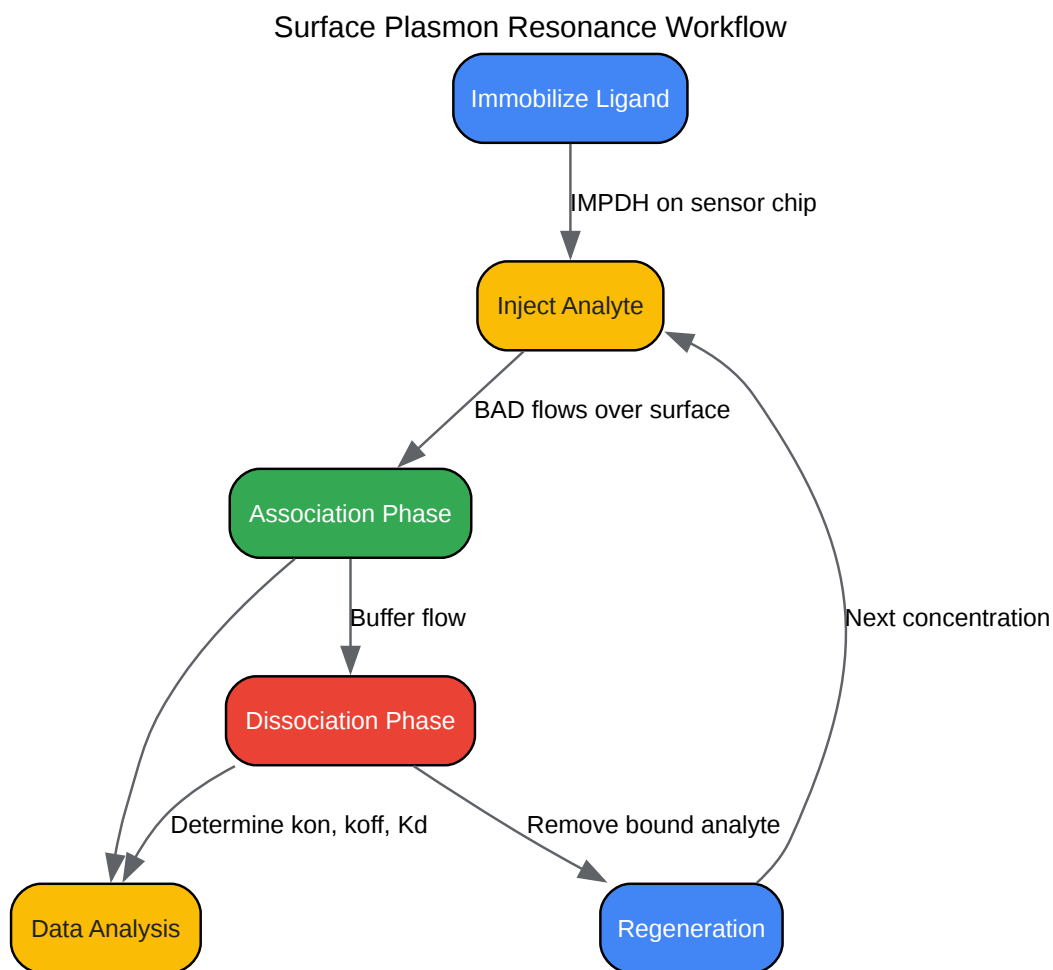 Surface Plasmon Resonance Workflow
Immobilize Ligand
IMPDH on sensor chip
Inject Analyte
BAD flows over surface
Association Phase
Buffer flow
Next concentration
Dissociation Phase
Determine kon, koff, Kd
Remove bound analyte
Data Analysis
Regeneration